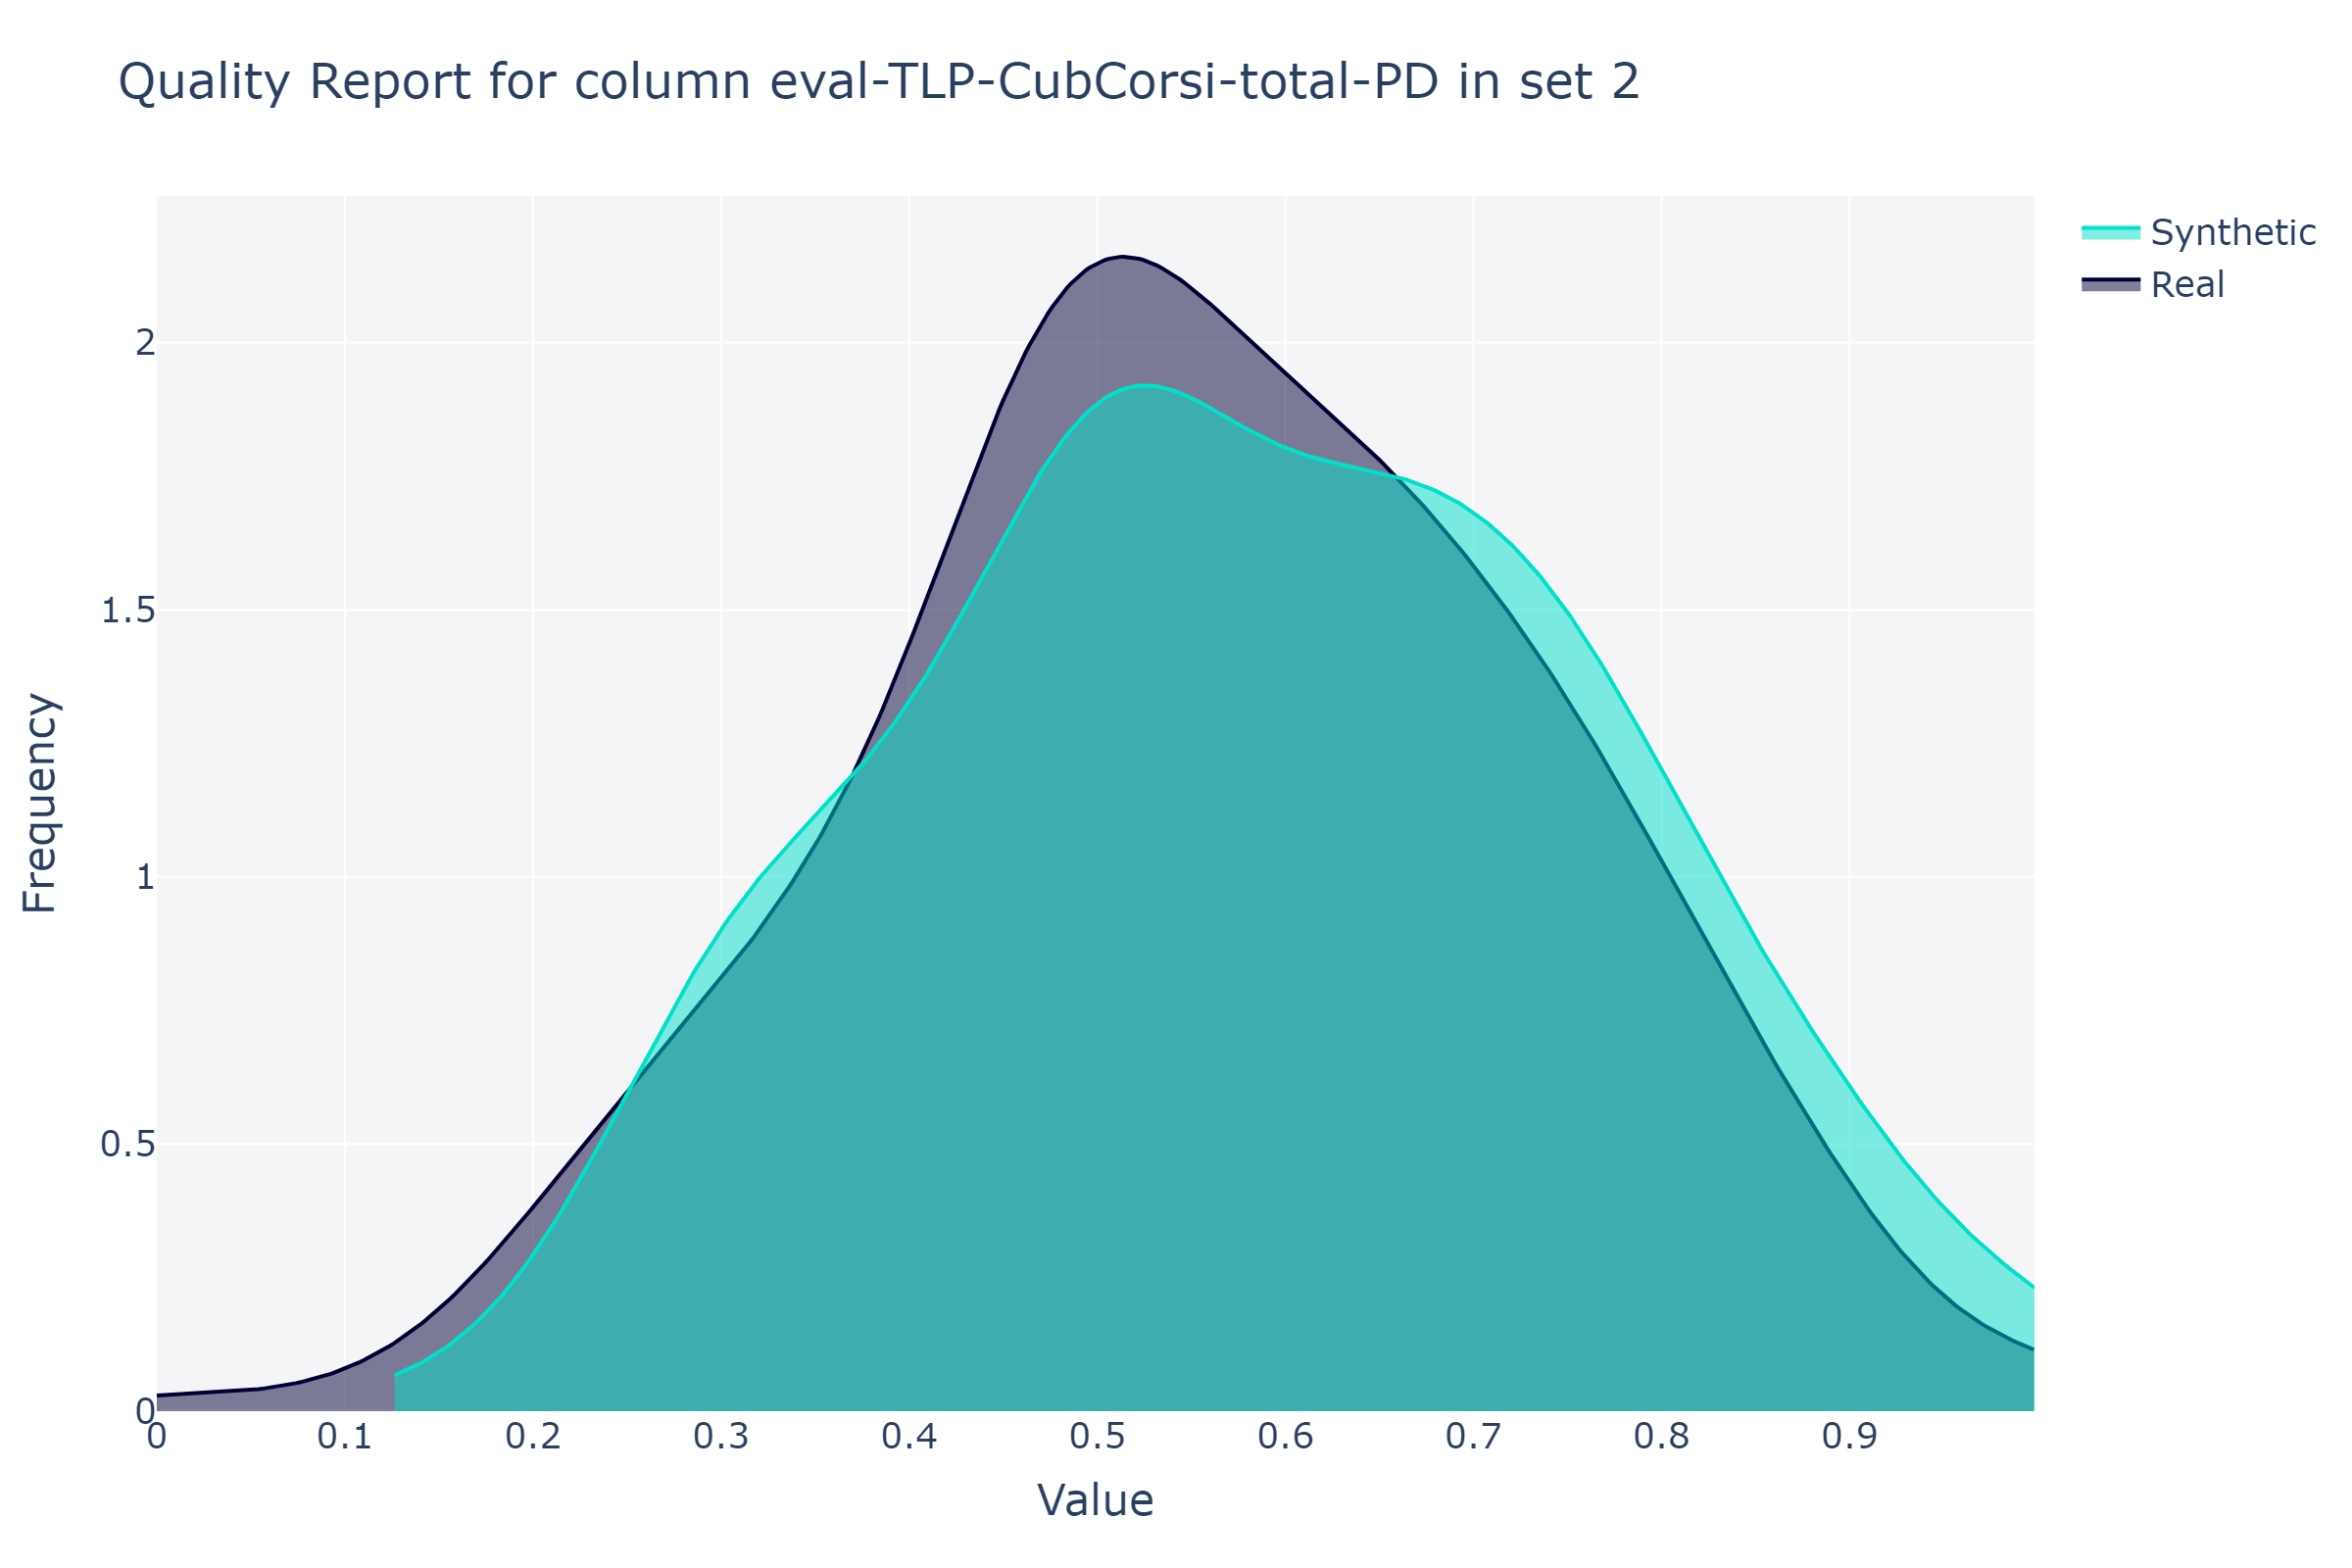 Quality Report for column eval-TLP-CubCorsi-total-PD in set 2
Synthetic
Real
Frequency
2
1.5
1
0.5
0
0 0.1 0.2 0.3 0.4 0.5 0.6 0.7 0.8 0.9
Value